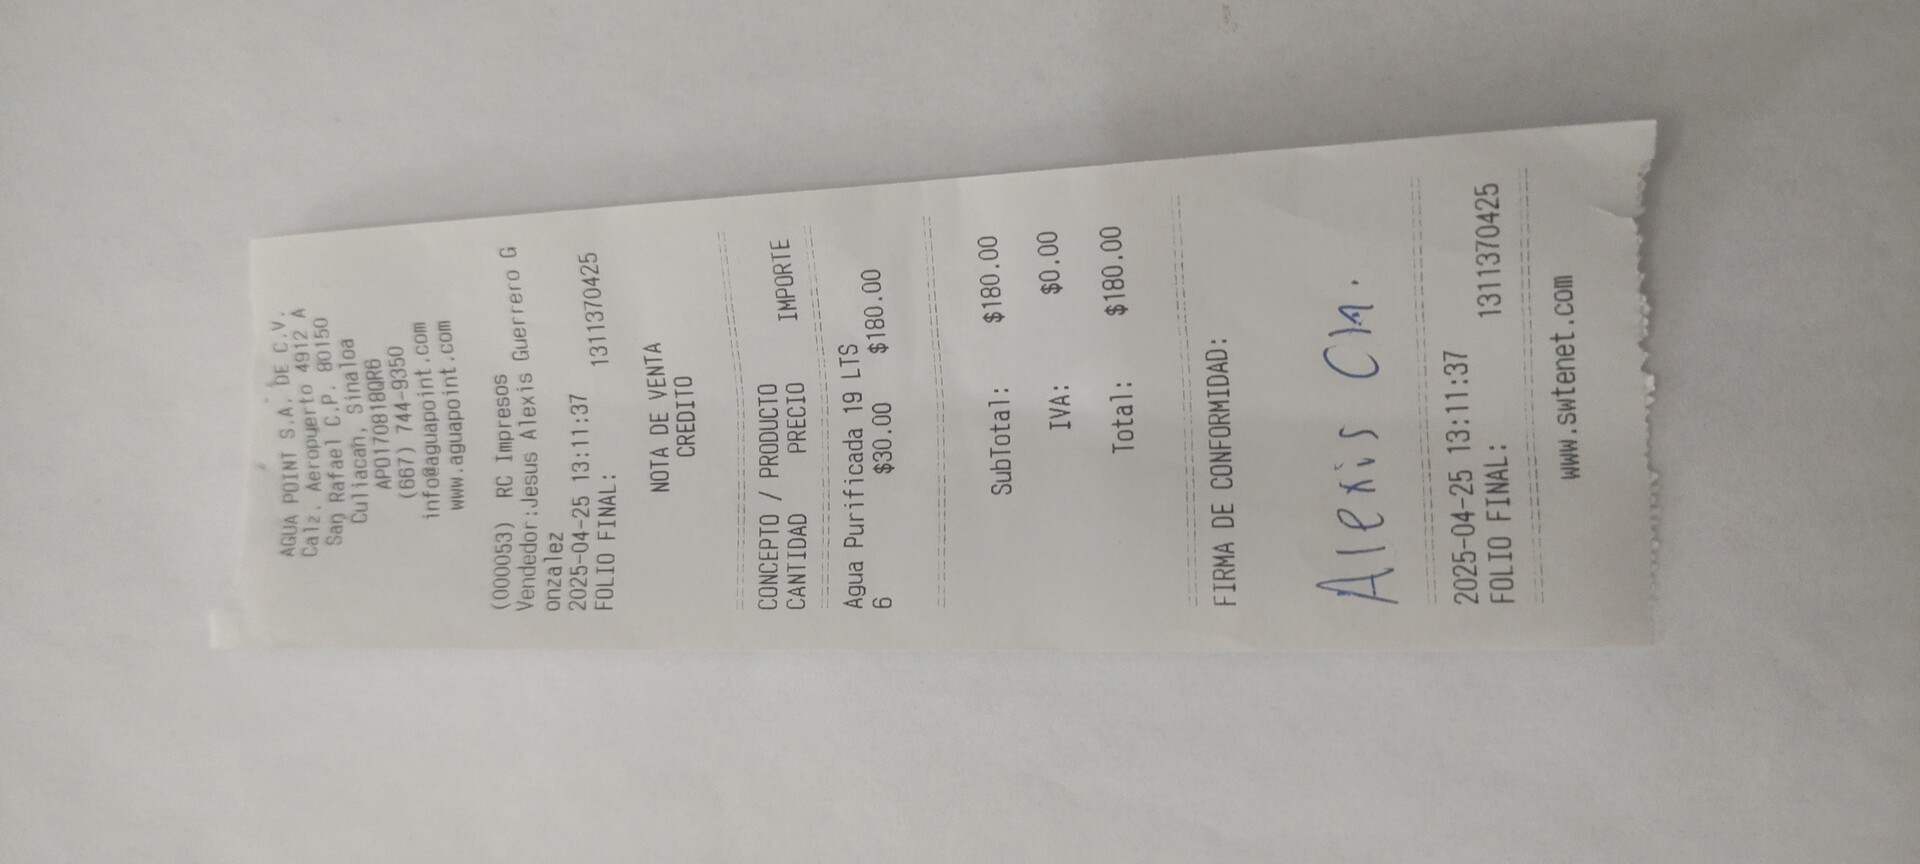 AGUA POINT S.A. DE C.V.
Calz. Aeropuerto 4912 A
San Rafael C.P. 80150
Culiacan, Sinaloa
APO170818QR6
(667) 744-9350
info@aguapoint.com
www.aguapoint.com
(000053) RC Impresos
Vendedor:Jesus Alexis Guerrero G
onzalez
2025-04-25 13:11:37
FOLIO FINAL: 1311370425
NOTA DE VENTA
CREDITO
CONCEPTO / PRODUCTO
CANTIDAD PRECIO IMPORTE
Agua Purificada 19 LTS
6 $30.00 $180.00
SubTotal: $180.00
IVA: $0.00
Total: $180.00
FIRMA DE CONFORMIDAD:
Alexis Ch.
2025-04-25 13:11:37
FOLIO FINAL: 1311370425
www.swtenet.com